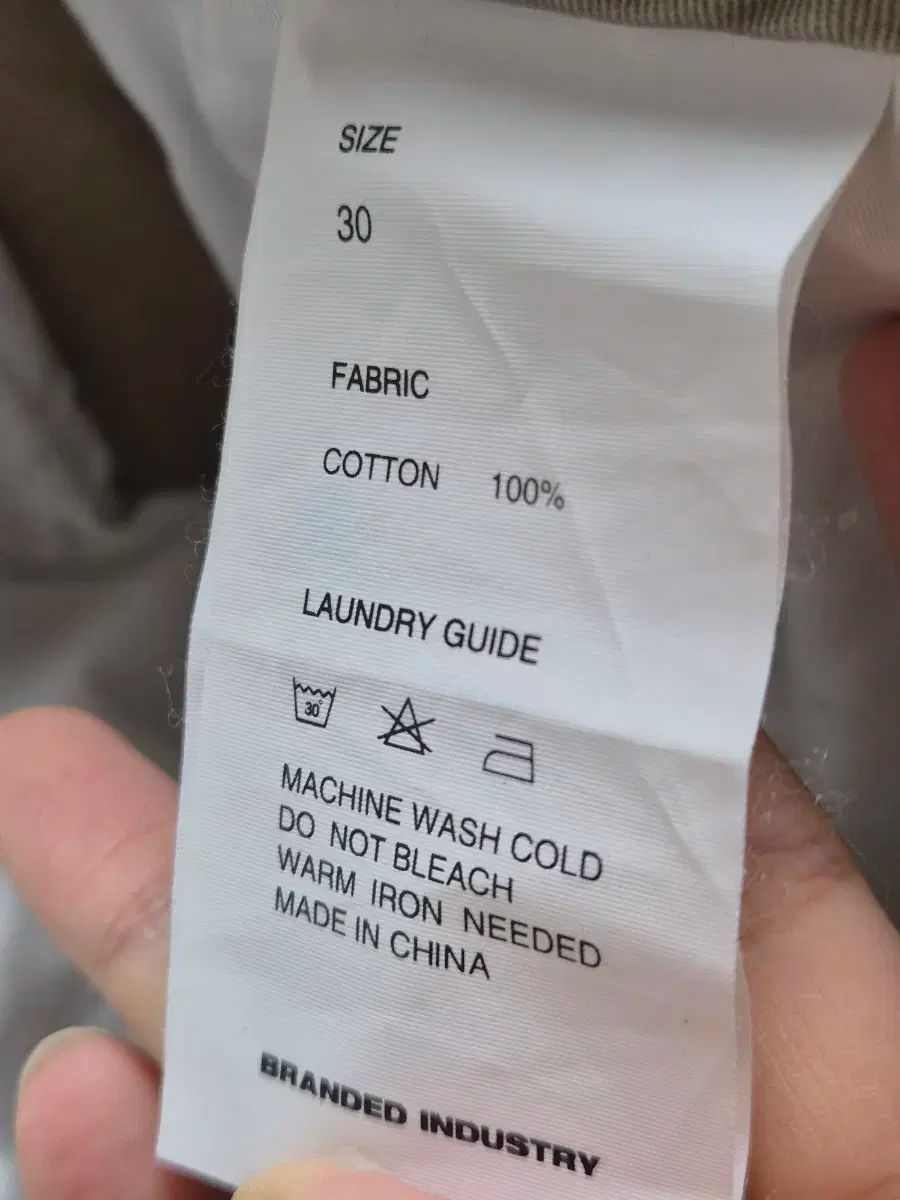 SIZE
30
FABRIC
COTTON 100%
LAUNDRY GUIDE
30°
MACHINE WASH COLD
DO NOT BLEACH
WARM IRON NEEDED
MADE IN CHINA
BRANDED INDUSTRY